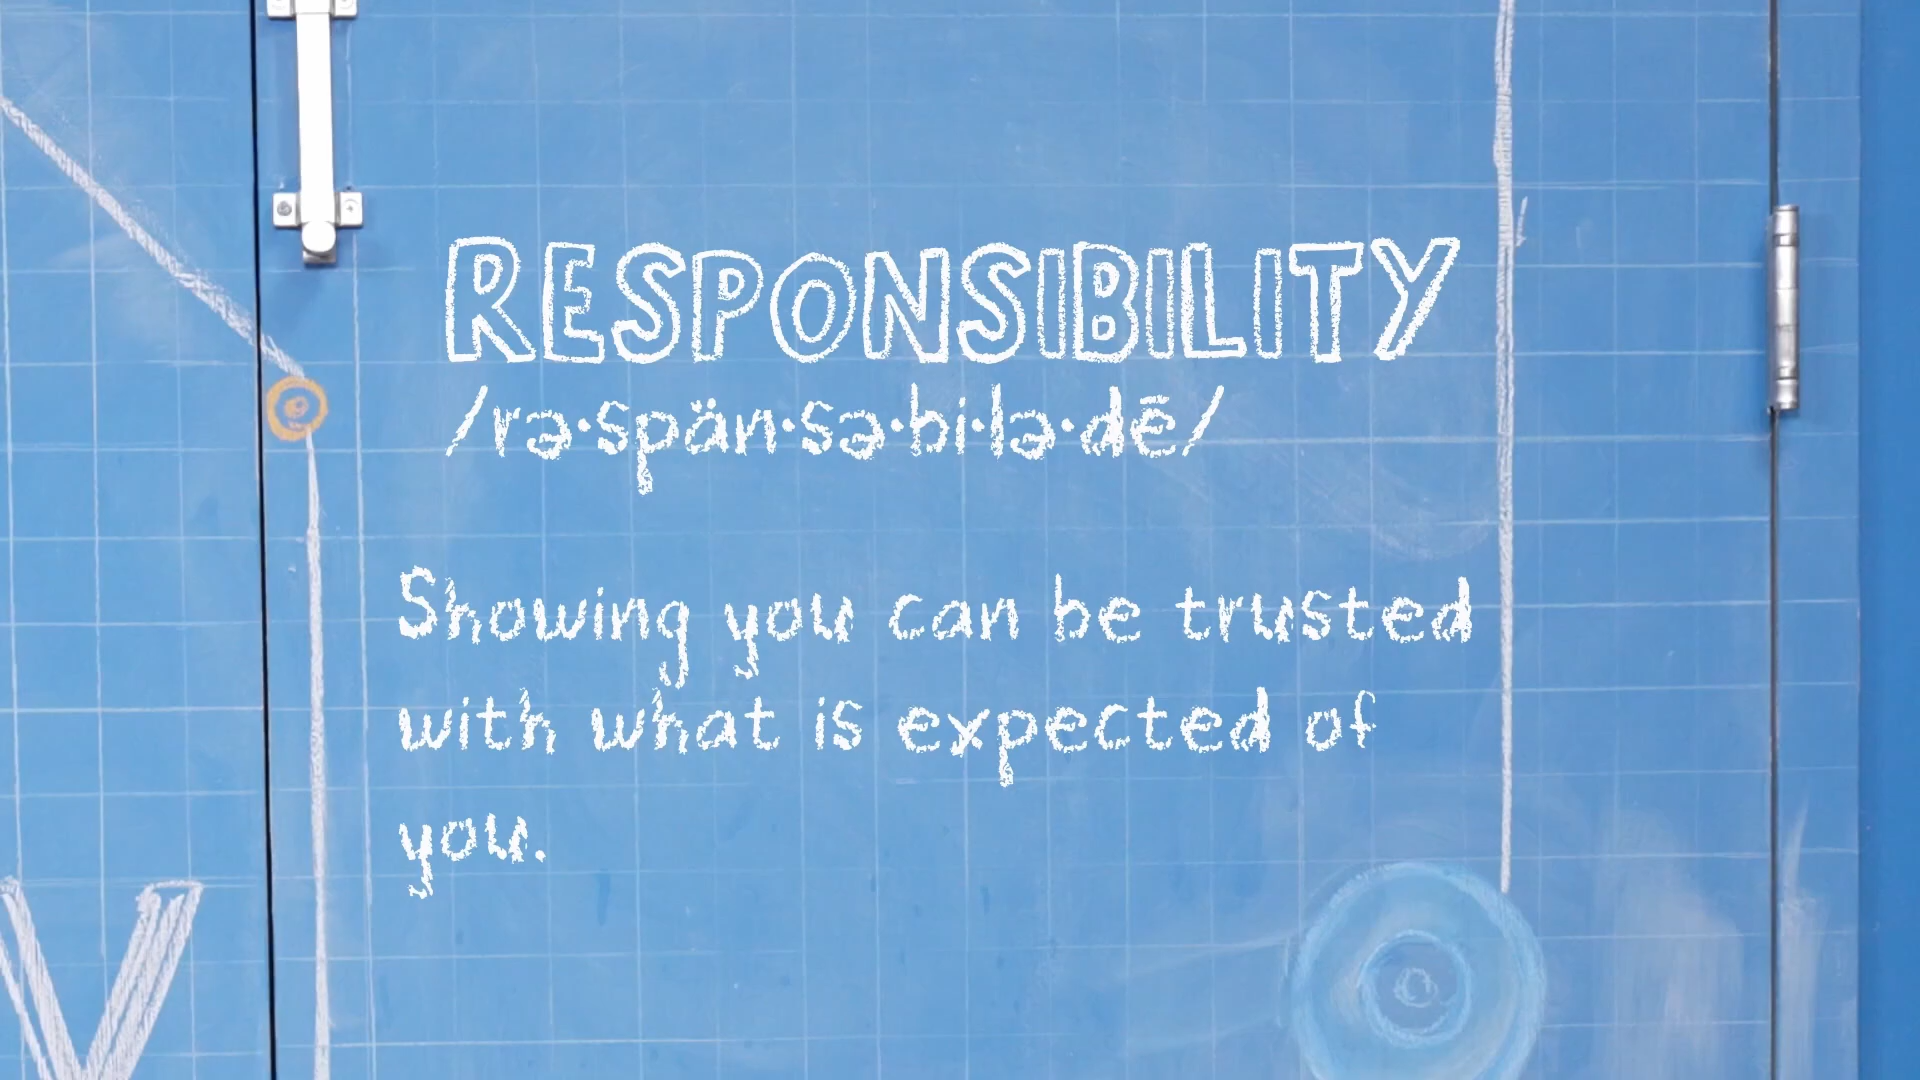 RESPONSIBILITY
/rə·spän·sə·bi·lə·dē/
Showing you can be trusted
with what is expected of
you.